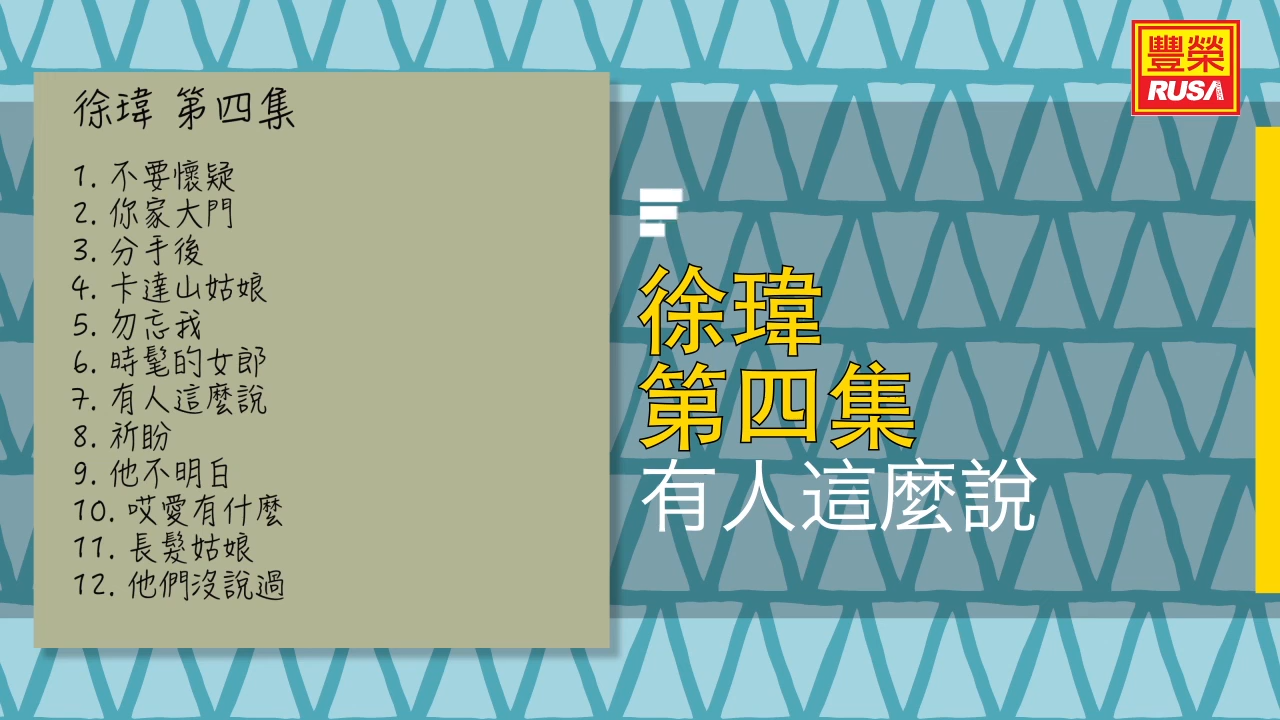 徐瑋 第四集
1. 不要懷疑
2. 你家大門
3. 分手後
4. 卡達山姑娘
5. 勿忘我
6. 時髦的女郎
7. 有人這麼說
8. 祈盼
9. 他不明白
10. 哎愛有什麼
11. 長髮姑娘
12. 他們沒說過
豐榮
RUSA
徐瑋
第四集
有人這麼說